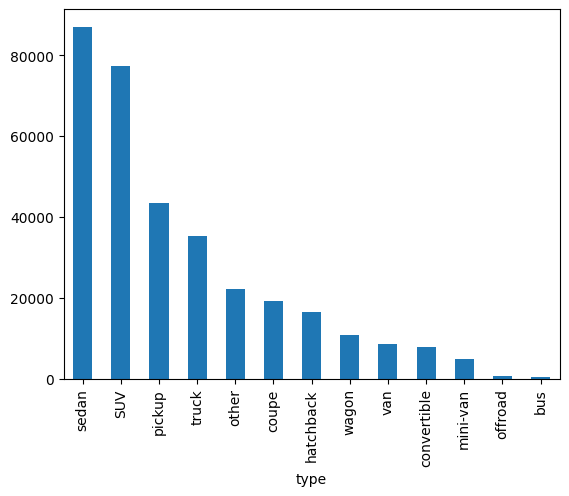 80000
60000
40000
20000
0
sedan
SUV
pickup
truck
other
coupe
hatchback
wagon
van
convertible
mini-van
offroad
bus
type